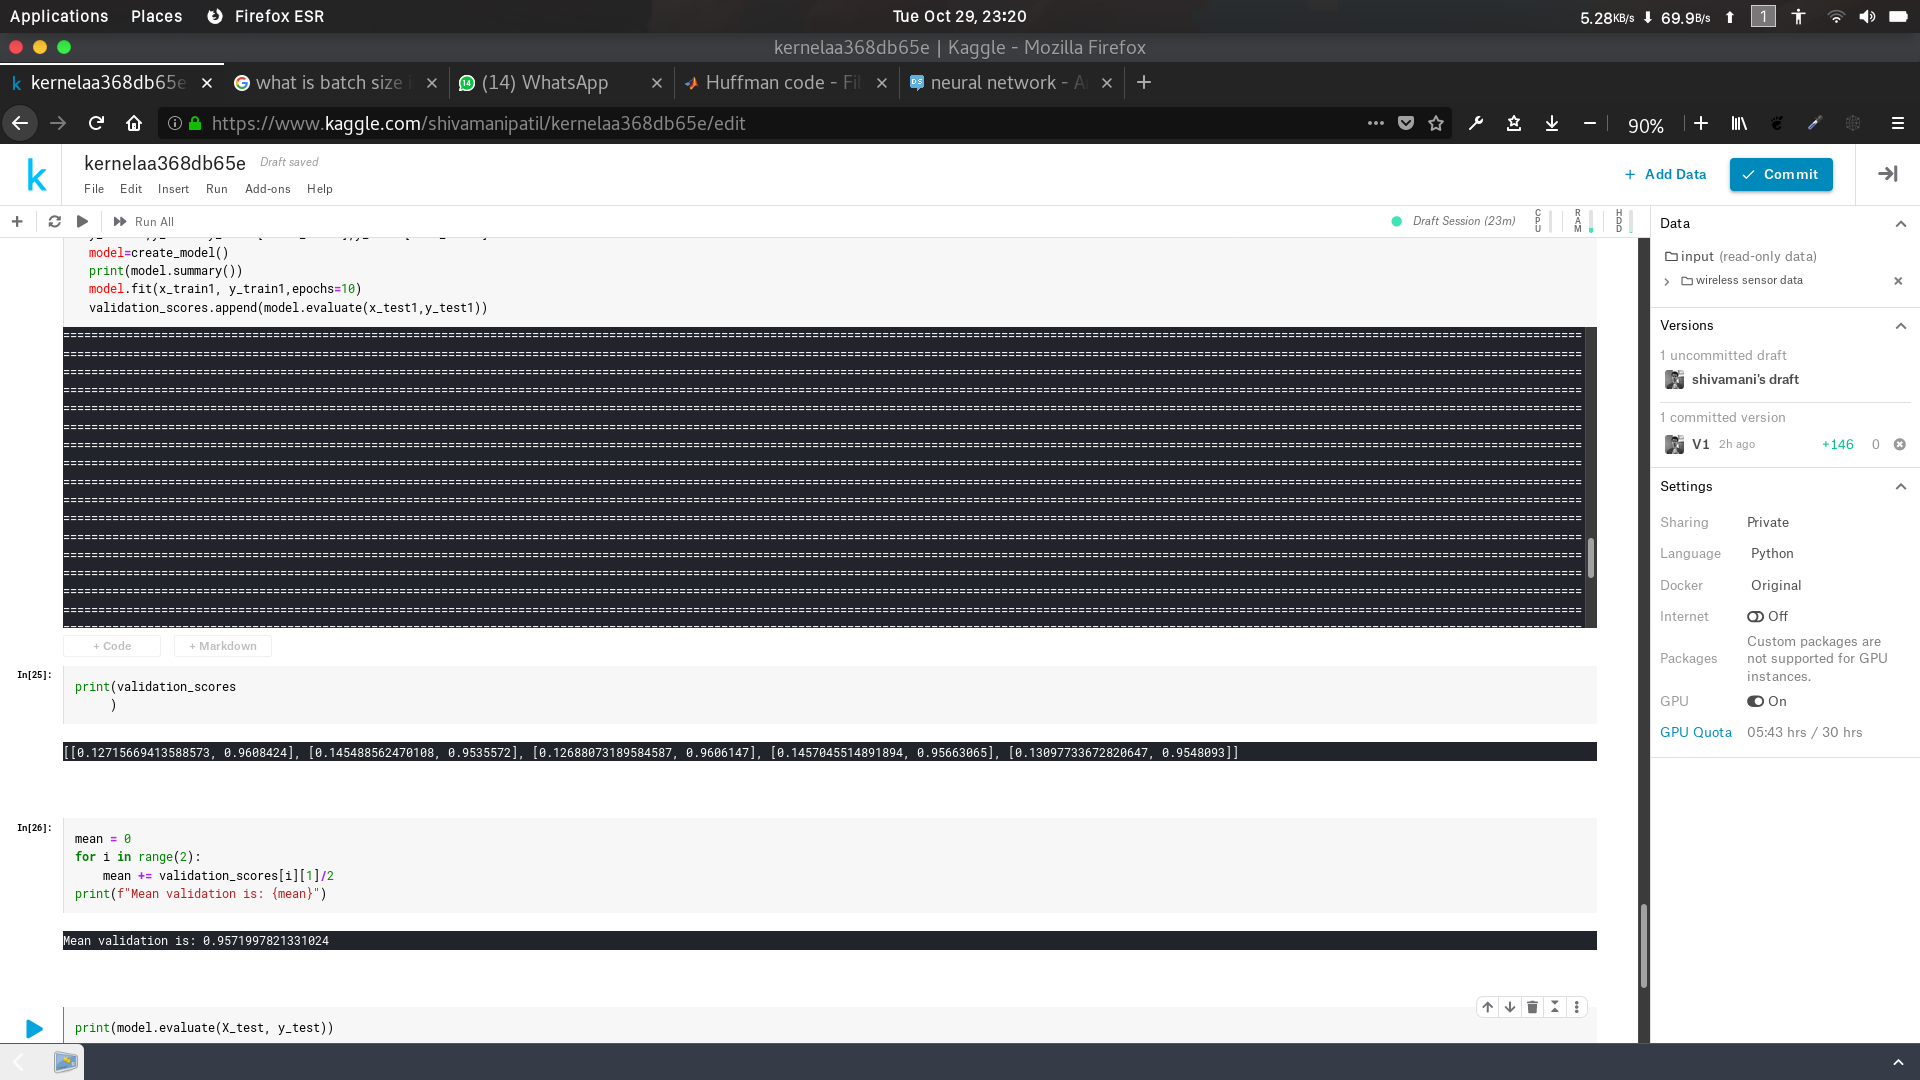 Applications Places Firefox ESR Tue Oct 29, 23:20 5.28KB/s 69.9B/s 1
kernelaa368db65e | Kaggle - Mozilla Firefox
kernelaa368db65e what is batch size (14) WhatsApp Huffman code - Fil neural network -
https://www.kaggle.com/shivamanipatil/kernelaa368db65e/edit 90%
kernelaa368db65e Draft saved
File Edit Insert Run Add-ons Help
+ Add Data Commit
Run All Draft Session (23m) CPU RAM HDD
model=create_model()
print(model.summary())
model.fit(x_train1, y_train1,epochs=10)
validation_scores.append(model.evaluate(x_test1,y_test1))
+ Code + Markdown
In[25]:
print(validation_scores
)
[[0.12715669413588573, 0.9608424], [0.145488562470108, 0.9535572], [0.12688073189584587, 0.9606147], [0.1457045514891894, 0.95663065], [0.13097733672820647, 0.9548093]]
In[26]:
mean = 0
for i in range(2):
mean += validation_scores[i][1]/2
print(f"Mean validation is: {mean}")
Mean validation is: 0.9571997821331024
print(model.evaluate(X_test, y_test))
Data
input (read-only data)
wireless sensor data
Versions
1 uncommitted draft
shivamani's draft
1 committed version
V1 2h ago +146 0
Settings
Sharing Private
Language Python
Docker Original
Internet Off
Packages Custom packages are
not supported for GPU
instances.
GPU On
GPU Quota 05:43 hrs / 30 hrs